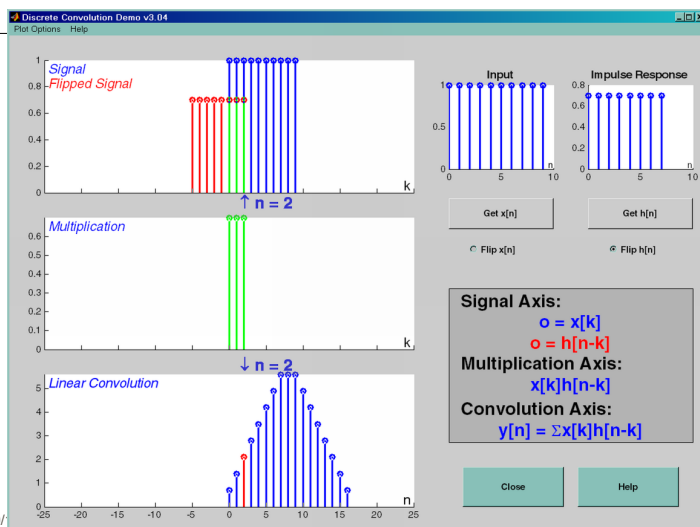 Discrete Convolution Demo v3.04
Plot Options Help
Signal
Flipped Signal
1
0.8
0.6
0.4
0.2
0
k
↑ n = 2
Multiplication
0.6
0.5
0.4
0.3
0.2
0.1
0
k
↓ n = 2
Linear Convolution
5
4
3
2
1
0
n
-25 -20 -15 -10 -5 0 5 10 15 20 25
Input
1
0.5
0
n
0 5 10
Impulse Response
0.8
0.6
0.4
0.2
0
n
0 5 10
Get x[n]
Get h[n]
Flip x[n]
Flip h[n]
Signal Axis:
o = x[k]
o = h[n-k]
Multiplication Axis:
x[k]h[n-k]
Convolution Axis:
y[n] = Σx[k]h[n-k]
Close
Help